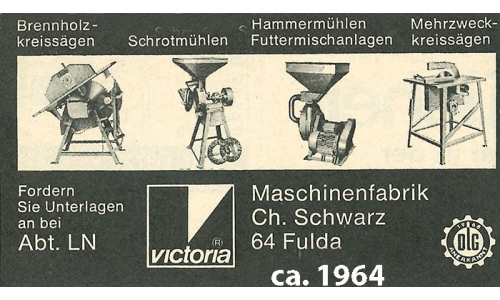 Brennholz-
kreissägen
Schrotmühlen
Hammermühlen
Futtermischanlagen
Mehrzweck-
kreissägen
Fordern
Sie Unterlagen
an bei
Abt. LN
victoria ®
Maschinenfabrik
Ch. Schwarz
64 Fulda
DLG
ANERKANNT
ca. 1964